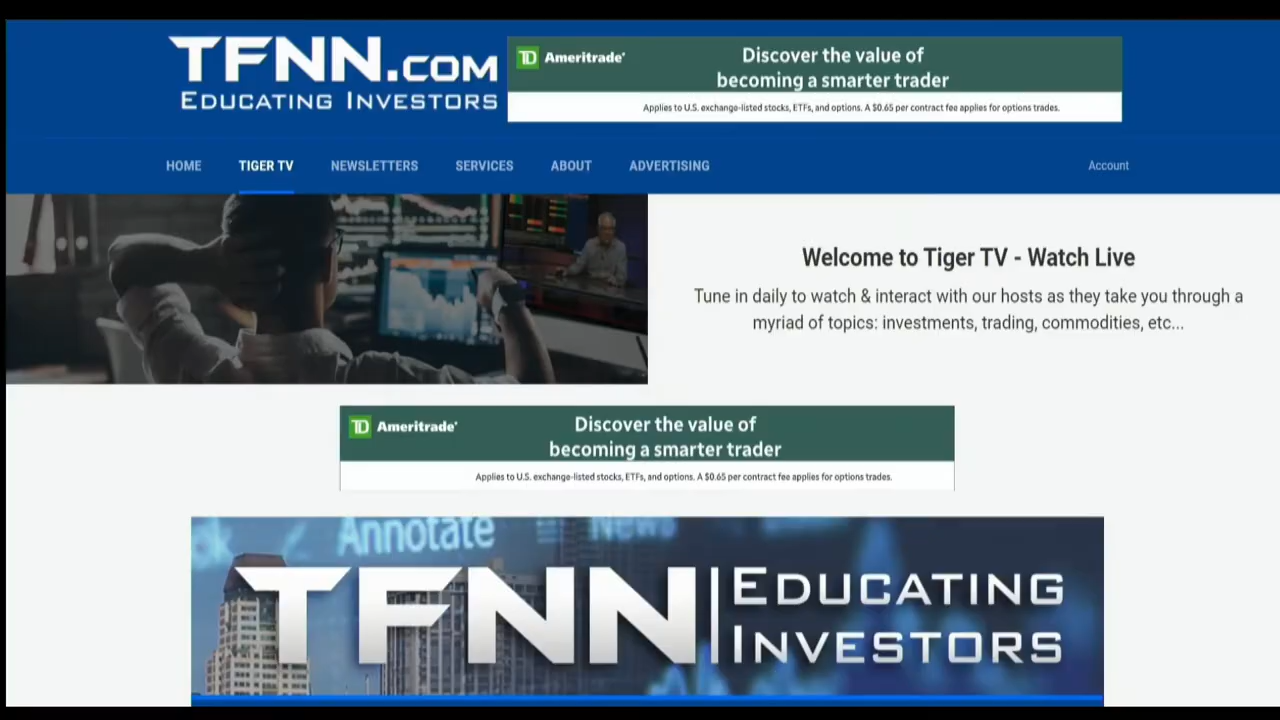 TFNN.COM
EDUCATING INVESTORS
TD Ameritrade®
Discover the value of
becoming a smarter trader
Applies to U.S. exchange-listed stocks, ETFs, and options. A $0.65 per contract fee applies for options trades.
HOME TIGER TV NEWSLETTERS SERVICES ABOUT ADVERTISING Account
Welcome to Tiger TV - Watch Live
Tune in daily to watch & interact with our hosts as they take you through a
myriad of topics: investments, trading, commodities, etc...
TD Ameritrade®
Discover the value of
becoming a smarter trader
Applies to U.S. exchange-listed stocks, ETFs, and options. A $0.65 per contract fee applies for options trades.
Annotate News
TFNN
EDUCATING
INVESTORS